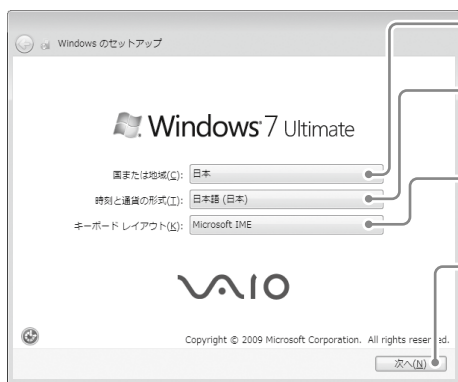 Windows のセットアップ
Windows 7 Ultimate
国または地域(C): 日本
時刻と通貨の形式(T): 日本語 (日本)
キーボード レイアウト(K): Microsoft IME
VAIO
Copyright © 2009 Microsoft Corporation. All rights reserved.
次へ(N)